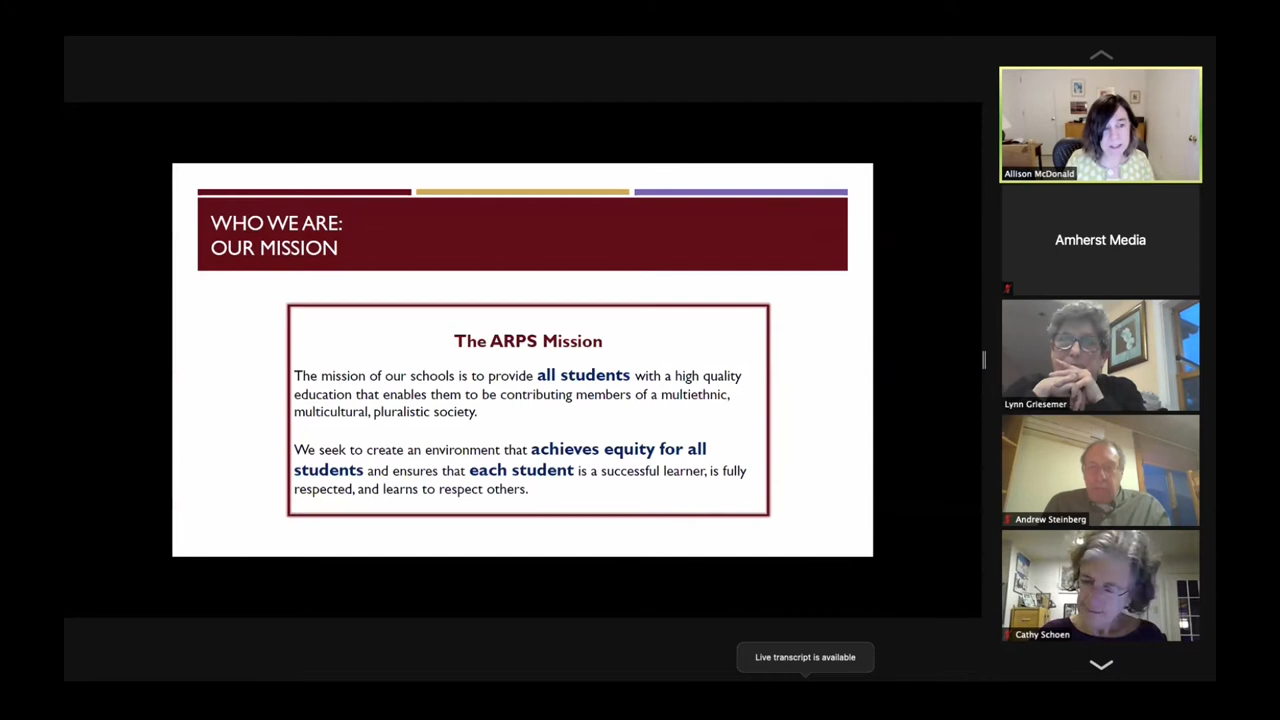 WHO WE ARE:
OUR MISSION
The ARPS Mission
The mission of our schools is to provide all students with a high quality
education that enables them to be contributing members of a multiethnic,
multicultural, pluralistic society.
We seek to create an environment that achieves equity for all
students and ensures that each student is a successful learner, is fully
respected, and learns to respect others.
Allison McDonald
Amherst Media
Lynn Griesemer
Andrew Steinberg
Cathy Schoen
Live transcript is available